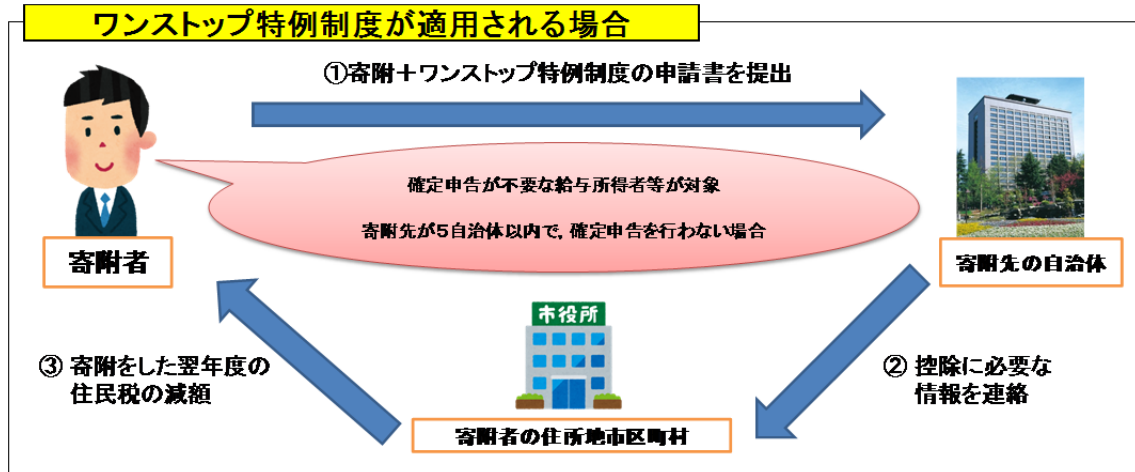 ワンストップ特例制度が適用される場合
①寄附＋ワンストップ特例制度の申請書を提出
確定申告が不要な給与所得者等が対象
寄附先が５自治体以内で，確定申告を行わない場合
寄附者
寄附先の自治体
市役所
③ 寄附をした翌年度の
住民税の減額
② 控除に必要な
情報を連絡
寄附者の住所地市区町村